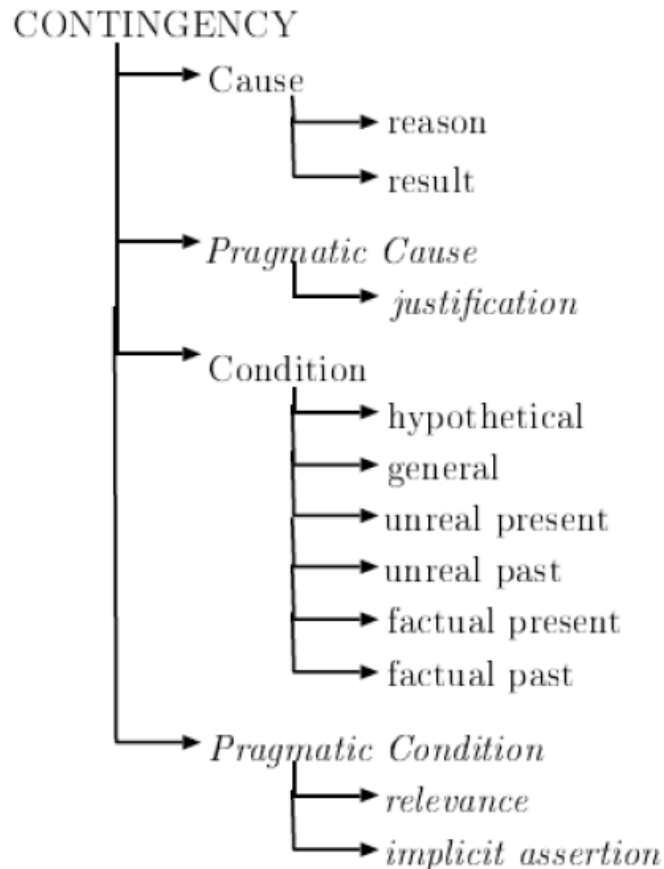 CONTINGENCY
Cause
reason
result
Pragmatic Cause
justification
Condition
hypothetical
general
unreal present
unreal past
factual present
factual past
Pragmatic Condition
relevance
implicit assertion